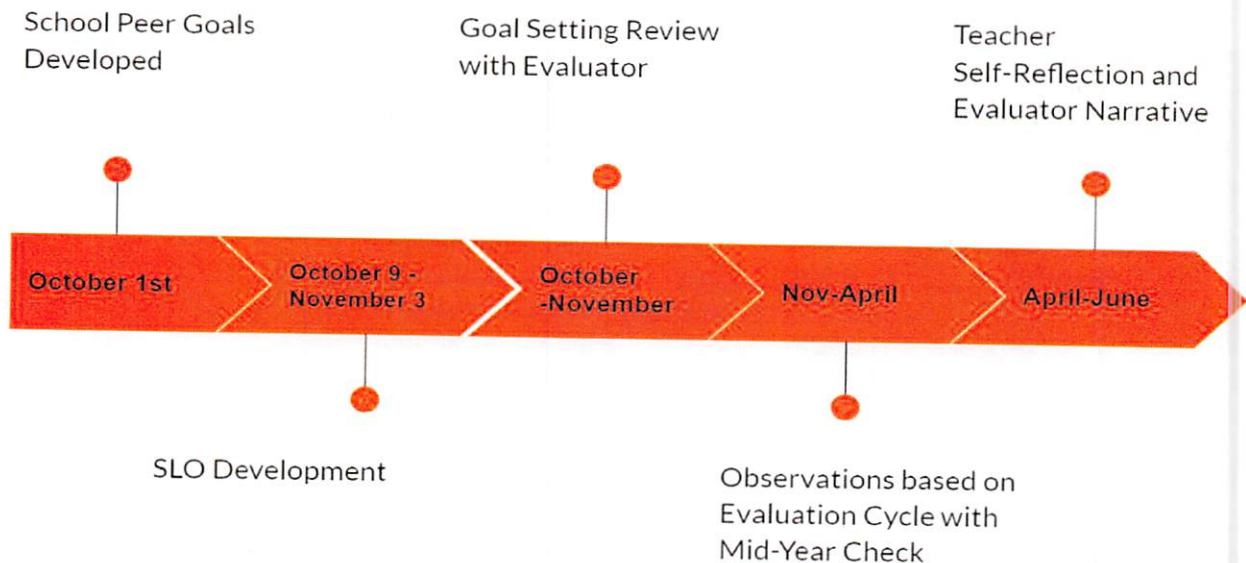 School Peer Goals
Developed
Goal Setting Review
with Evaluator
Teacher
Self-Reflection and
Evaluator Narrative
October 1st
October 9 -
November 3
October
-November
Nov-April
April-June
SLO Development
Observations based on
Evaluation Cycle with
Mid-Year Check